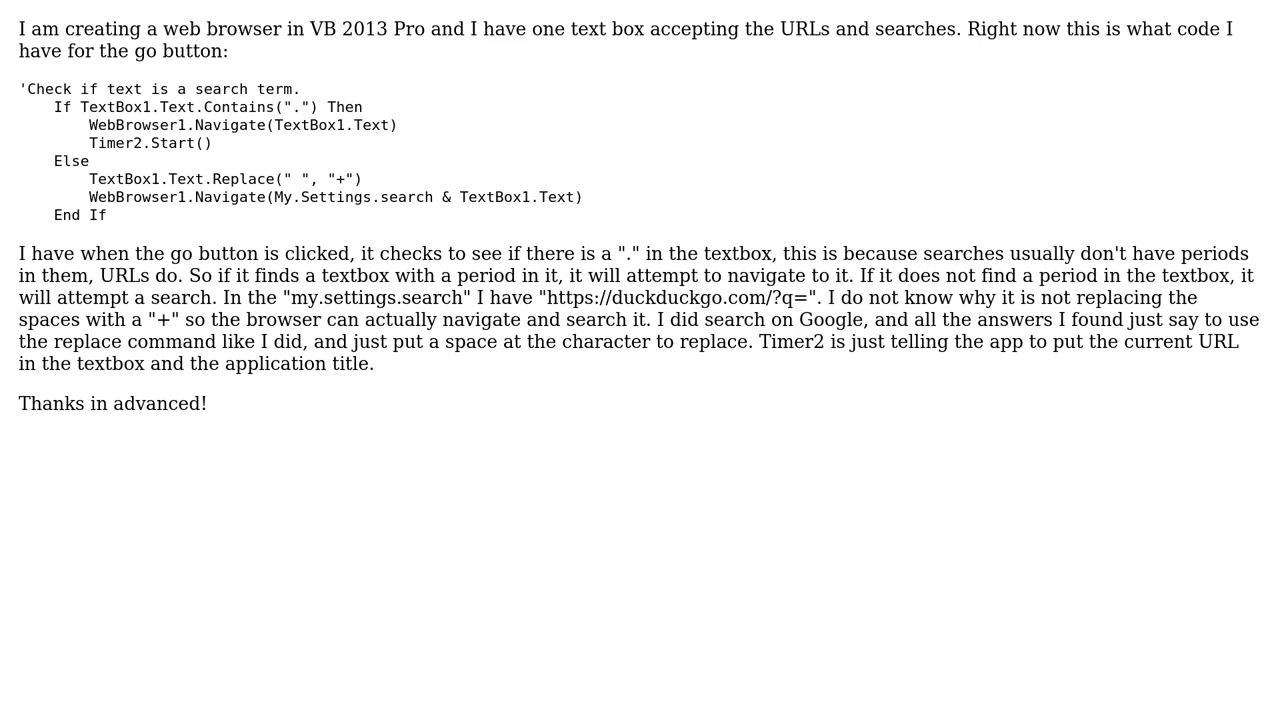 I am creating a web browser in VB 2013 Pro and I have one text box accepting the URLs and searches. Right now this is what code I
have for the go button:
'Check if text is a search term.
    If TextBox1.Text.Contains(".") Then
        WebBrowser1.Navigate(TextBox1.Text)
        Timer2.Start()
    Else
        TextBox1.Text.Replace(" ", "+")
        WebBrowser1.Navigate(My.Settings.search & TextBox1.Text)
    End If
I have when the go button is clicked, it checks to see if there is a "." in the textbox, this is because searches usually don't have periods
in them, URLs do. So if it finds a textbox with a period in it, it will attempt to navigate to it. If it does not find a period in the textbox, it
will attempt a search. In the "my.settings.search" I have "https://duckduckgo.com/?q=". I do not know why it is not replacing the
spaces with a "+" so the browser can actually navigate and search it. I did search on Google, and all the answers I found just say to use
the replace command like I did, and just put a space at the character to replace. Timer2 is just telling the app to put the current URL
in the textbox and the application title.
Thanks in advanced!